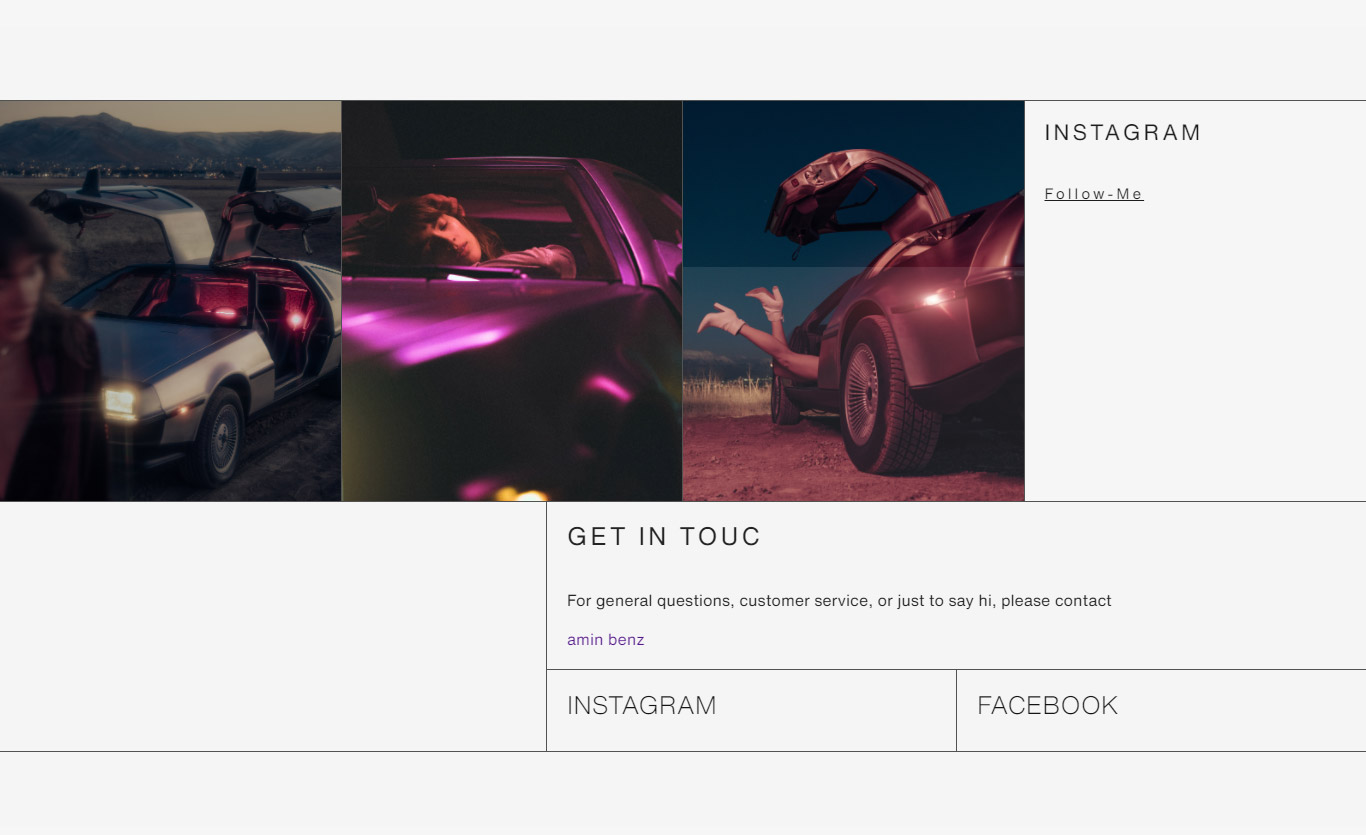 INSTAGRAM
Follow-Me
GET IN TOUC
For general questions, customer service, or just to say hi, please contact
amin benz
INSTAGRAM
FACEBOOK